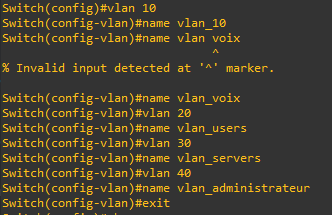 Switch(config)#vlan 10
Switch(config-vlan)#name vlan_10
Switch(config-vlan)#name vlan voix
^
% Invalid input detected at '^' marker.
Switch(config-vlan)#name vlan_voix
Switch(config-vlan)#vlan 20
Switch(config-vlan)#name vlan_users
Switch(config-vlan)#vlan 30
Switch(config-vlan)#name vlan_servers
Switch(config-vlan)#vlan 40
Switch(config-vlan)#name vlan_administrateur
Switch(config-vlan)#exit